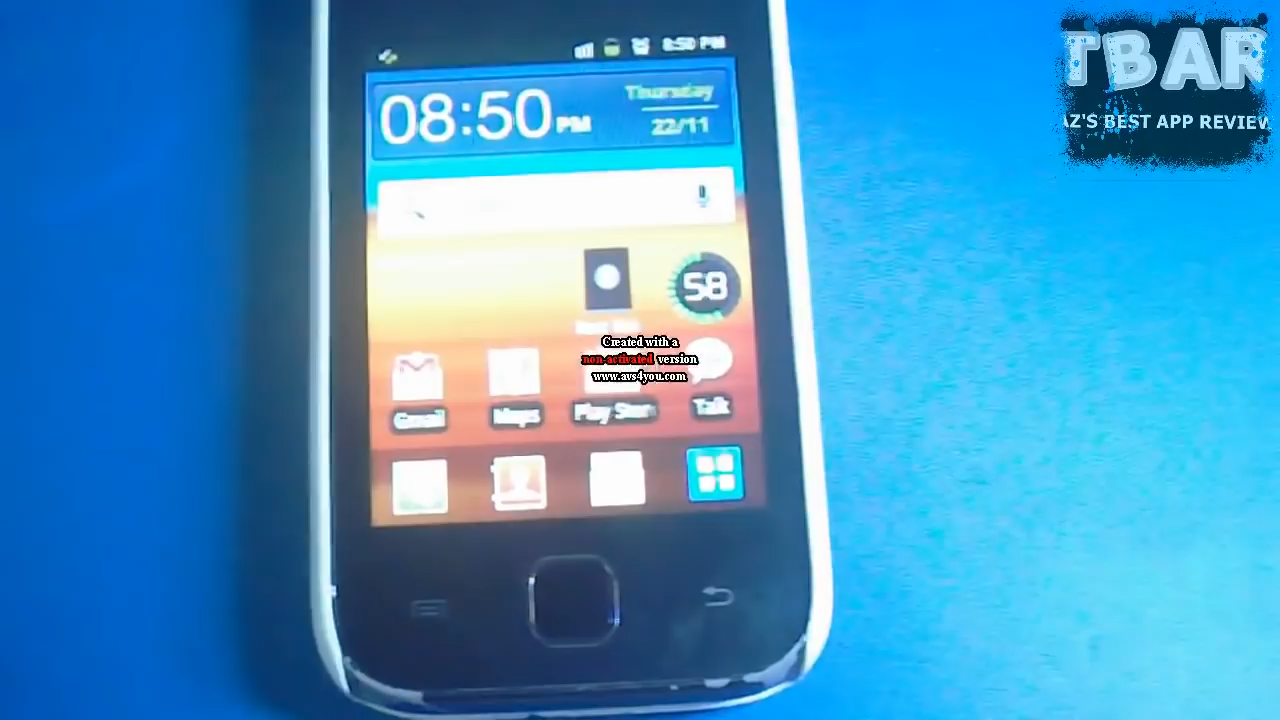 8:50 PM
08:50 PM
Thursday
22/11
58
Created with a
non-activated version
www.avs4you.com
Gmail
Maps
Play Stor
Talk
TBAR
AZ'S BEST APP REVIEW